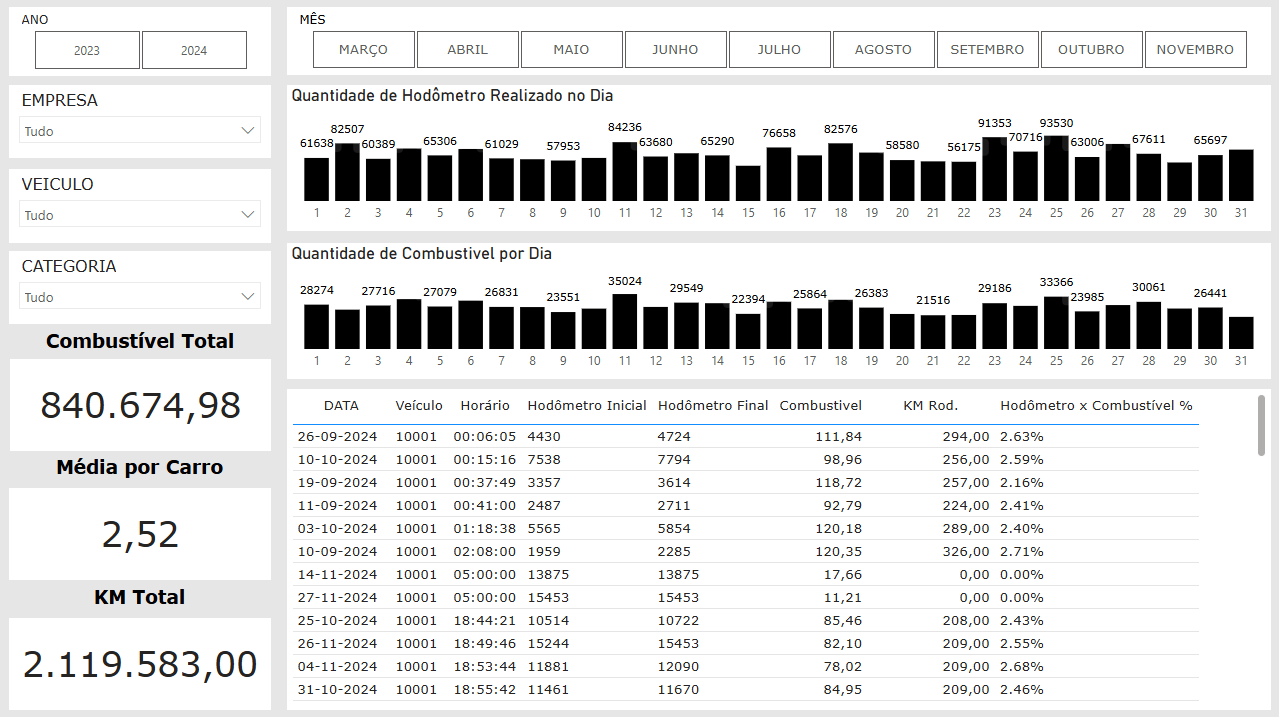 ANO
2023
2024
EMPRESA
Tudo
VEICULO
Tudo
CATEGORIA
Tudo
Combustível Total
840.674,98
Média por Carro
2,52
KM Total
2.119.583,00
MÊS
MARÇO ABRIL MAIO JUNHO JULHO AGOSTO SETEMBRO OUTUBRO NOVEMBRO
Quantidade de Hodômetro Realizado no Dia
61638 82507 60389 65306 61029 57953 84236 63680 65290 76658 82576 58580 56175 91353 70716 93530 63006 67611 65697
1 2 3 4 5 6 7 8 9 10 11 12 13 14 15 16 17 18 19 20 21 22 23 24 25 26 27 28 29 30 31
Quantidade de Combustivel por Dia
28274 27716 27079 26831 23551 35024 29549 22394 25864 26383 21516 29186 33366 23985 30061 26441
1 2 3 4 5 6 7 8 9 10 11 12 13 14 15 16 17 18 19 20 21 22 23 24 25 26 27 28 29 30 31
DATA Veículo Horário Hodômetro Inicial Hodômetro Final Combustivel KM Rod. Hodômetro x Combustível %
26-09-2024 10001 00:06:05 4430 4724 111,84 294,00 2.63%
10-10-2024 10001 00:15:16 7538 7794 98,96 256,00 2.59%
19-09-2024 10001 00:37:49 3357 3614 118,72 257,00 2.16%
11-09-2024 10001 00:41:00 2487 2711 92,79 224,00 2.41%
03-10-2024 10001 01:18:38 5565 5854 120,18 289,00 2.40%
10-09-2024 10001 02:08:00 1959 2285 120,35 326,00 2.71%
14-11-2024 10001 05:00:00 13875 13875 17,66 0,00 0.00%
27-11-2024 10001 05:00:00 15453 15453 11,21 0,00 0.00%
25-10-2024 10001 18:44:21 10514 10722 85,46 208,00 2.43%
26-11-2024 10001 18:49:46 15244 15453 82,10 209,00 2.55%
04-11-2024 10001 18:53:44 11881 12090 78,02 209,00 2.68%
31-10-2024 10001 18:55:42 11461 11670 84,95 209,00 2.46%